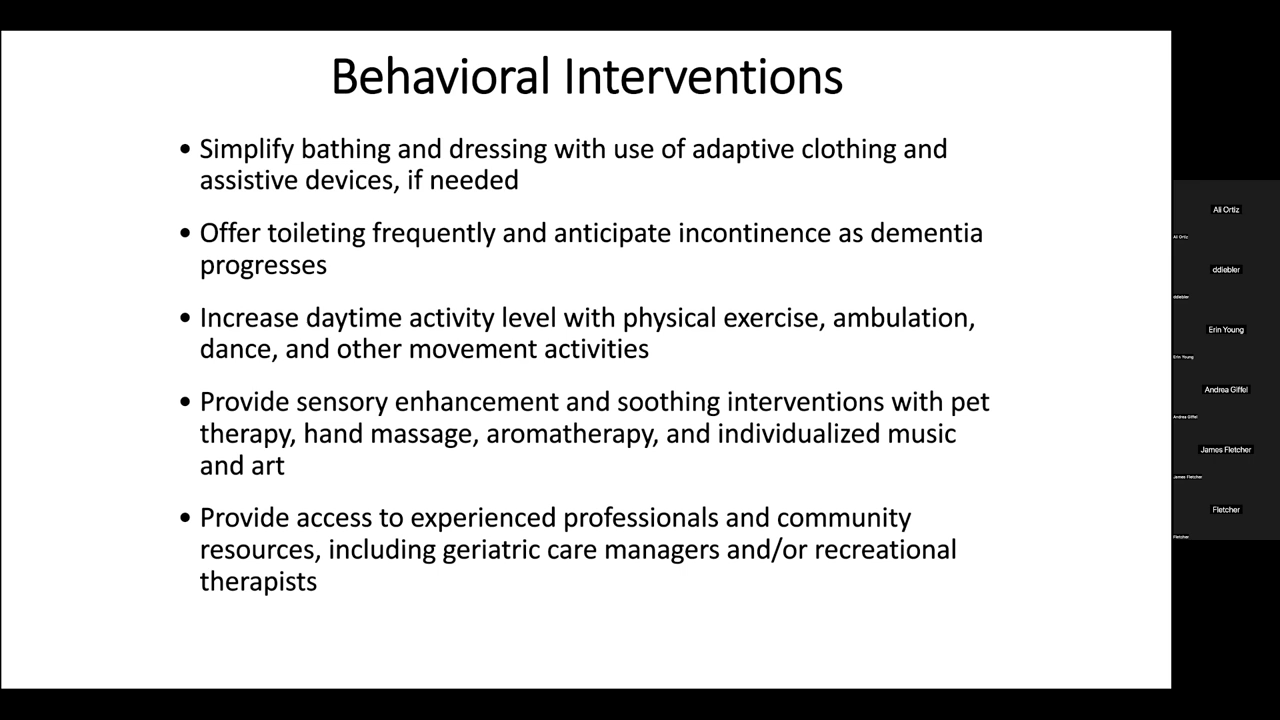 Behavioral Interventions
• Simplify bathing and dressing with use of adaptive clothing and
assistive devices, if needed
• Offer toileting frequently and anticipate incontinence as dementia
progresses
• Increase daytime activity level with physical exercise, ambulation,
dance, and other movement activities
• Provide sensory enhancement and soothing interventions with pet
therapy, hand massage, aromatherapy, and individualized music
and art
• Provide access to experienced professionals and community
resources, including geriatric care managers and/or recreational
therapists
Ali Ortiz
Ali Ortiz
ddiebler
ddiebler
Erin Young
Erin Young
Andrea Giffel
Andrea Giffel
James Fletcher
James Fletcher
Fletcher
Fletcher